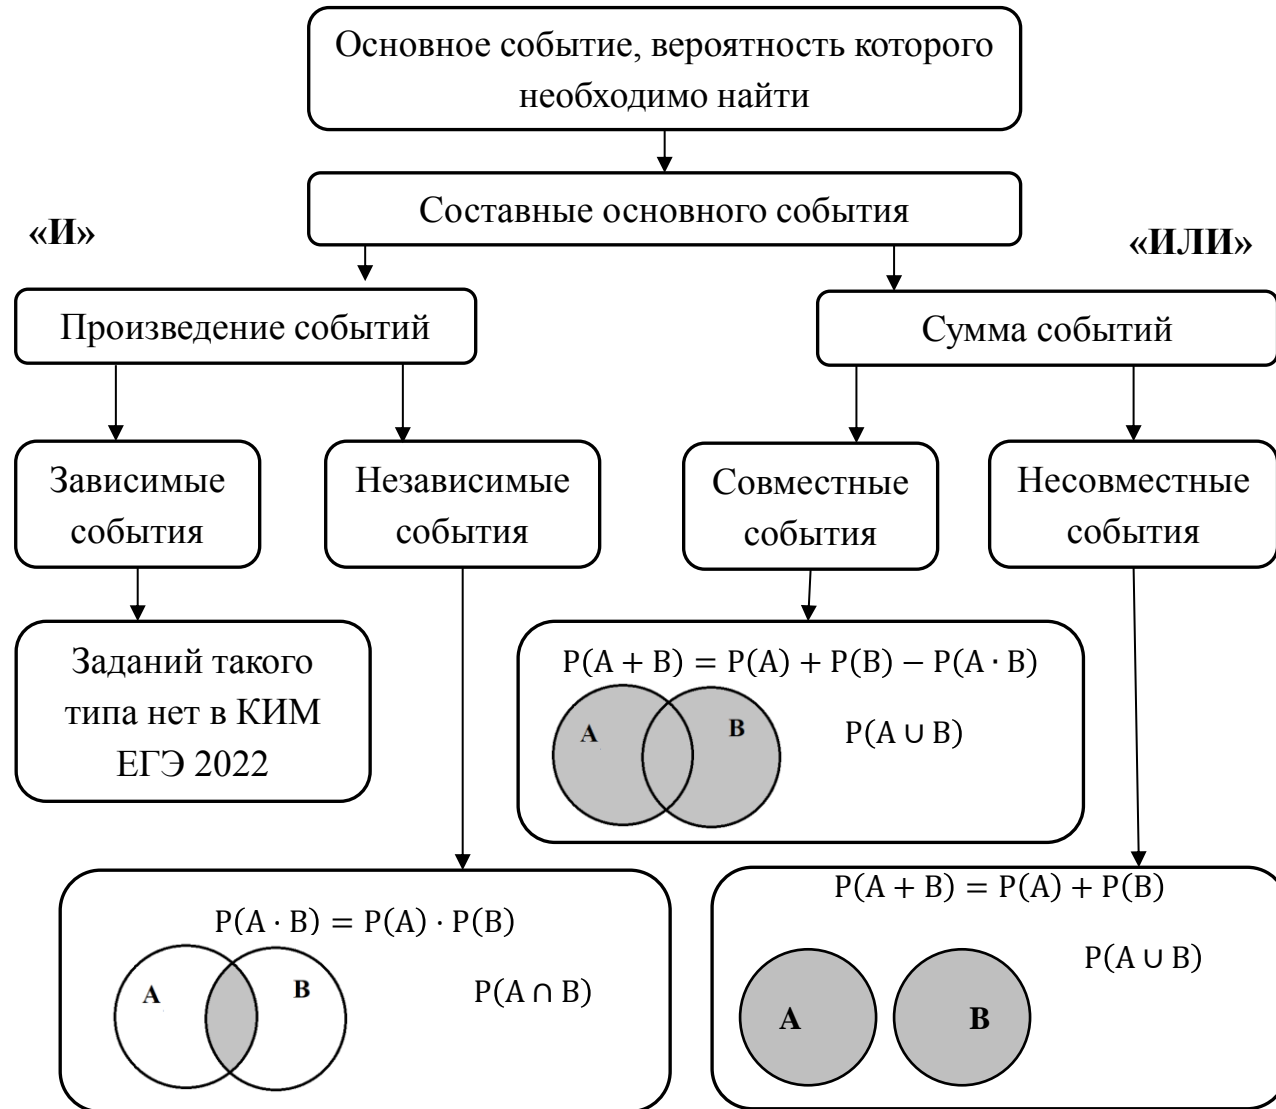 Основное событие, вероятность которого
необходимо найти
Составные основного события
«И»
«ИЛИ»
Произведение событий
Сумма событий
Зависимые
события
Независимые
события
Совместные
события
Несовместные
события
Заданий такого
типа нет в КИМ
ЕГЭ 2022
P(A + B) = P(A) + P(B) − P(A · B)
A
B
P(A ∪ B)
P(A · B) = P(A) · P(B)
A
B
P(A ∩ B)
P(A + B) = P(A) + P(B)
P(A ∪ B)
A
B